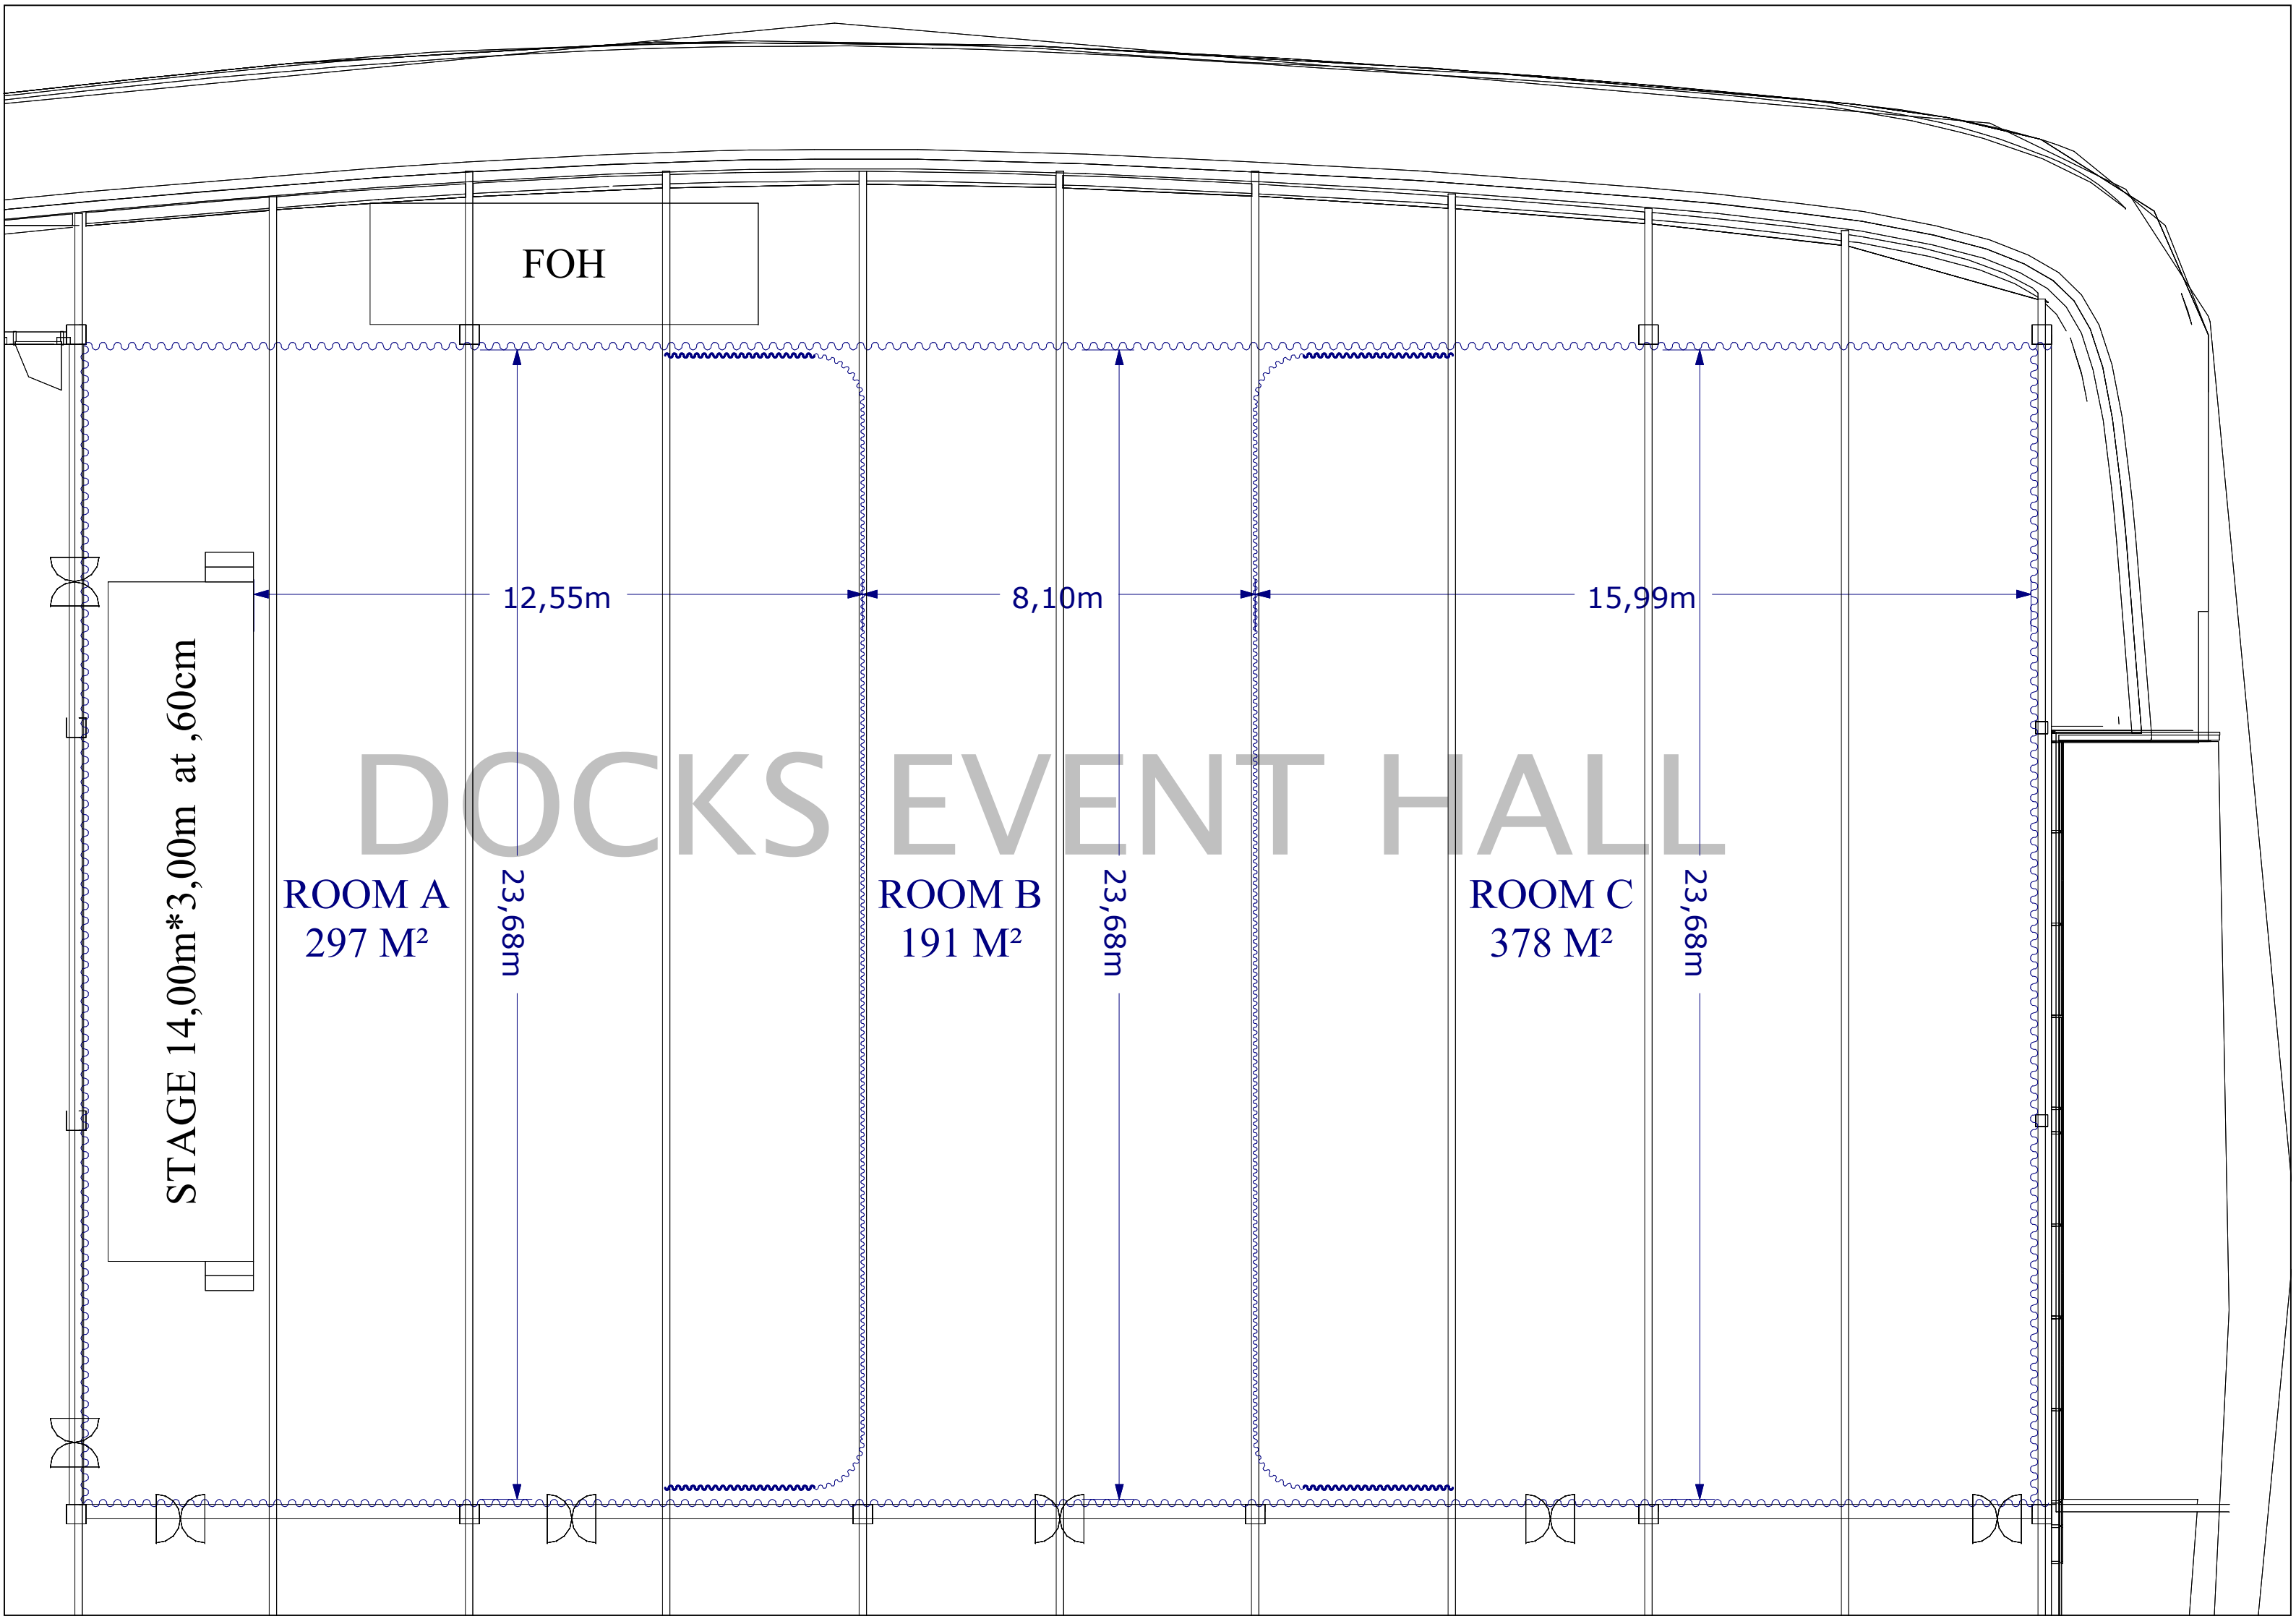 FOH
12,55m
8,10m
15,99m
STAGE 14,00m*3,00m at ,60cm
DOCKS EVENT HALL
ROOM A
297 M²
23,68m
ROOM B
191 M²
23,68m
ROOM C
378 M²
23,68m